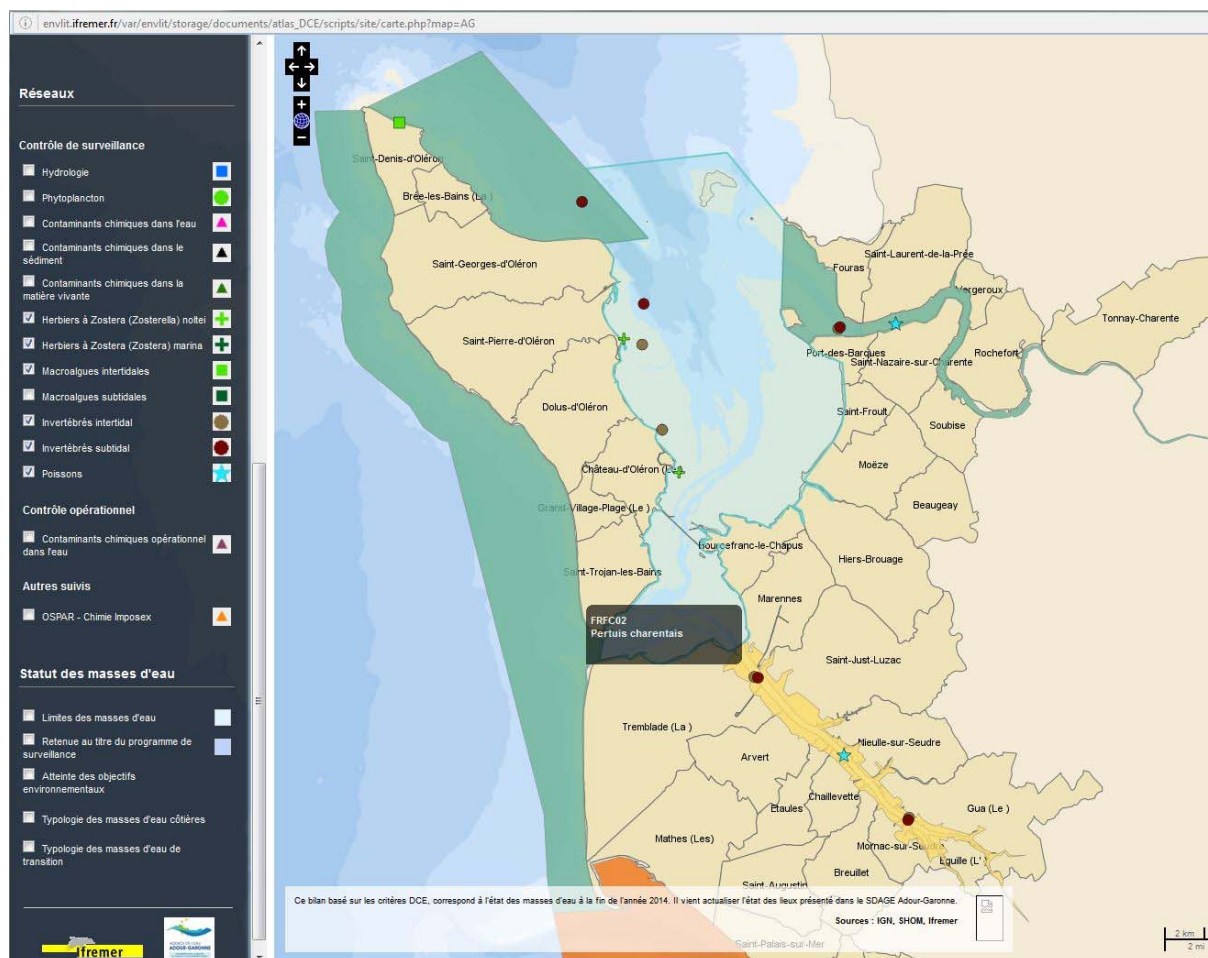 envlit.ifremer.fr/var/envlit/storage/documents/atlas_DCE/scripts/site/carte.php?map=AG
Réseaux
Contrôle de surveillance
Hydrologie
Phytoplancton
Contaminants chimiques dans l'eau
Contaminants chimiques dans le
sédiment
Contaminants chimiques dans la
matière vivante
Herbiers à Zostera (Zosterella) noltei
Herbiers à Zostera (Zostera) marina
Macroalgues intertidales
Macroalgues subtidales
Invertébrés intertidal
Invertébrés subtidal
Poissons
Contrôle opérationnel
Contaminants chimiques opérationnel
dans l'eau
Autres suivis
OSPAR - Chimie Imposex
Statut des masses d'eau
Limites des masses d'eau
Retenue au titre du programme de
surveillance
Atteinte des objectifs
environnementaux
Typologie des masses d'eau côtières
Typologie des masses d'eau de
transition
Ifremer
AGENCE DE L'EAU
ADOUR-GARONNE
Saint-Denis-d'Oléron
Brée-les-Bains (La )
Saint-Georges-d'Oléron
Saint-Laurent-de-la-Prée
Fouras
Vergeroux
Tonnay-Charente
Saint-Pierre-d'Oléron
Port-des-Barques
Rochefort
Saint-Nazaire-sur-Charente
Dolus-d'Oléron
Saint-Froult
Soubise
Moëze
Château-d'Oléron (Le
Beaugeay
Grand-Village-Plage (Le )
Bourcefranc-le-Chapus
Hiers-Brouage
Saint-Trojan-les-Bains
Marennes
FRFC02
Pertuis charentais
Saint-Just-Luzac
Tremblade (La )
Nieulle-sur-Seudre
Arvert
Chaillevette
Etaules
Gua (Le )
Mathes (Les)
Mornac-sur-Seudre
Eguille (L' )
Breuillet
Saint-Augustin
Ce bilan basé sur les critères DCE, correspond à l'état des masses d'eau à la fin de l'année 2014. Il vient actualiser l'état des lieux présenté dans le SDAGE Adour-Garonne.
Sources : IGN, SHOM, Ifremer
Saint-Palais-sur-Mer
2 km
2 mi